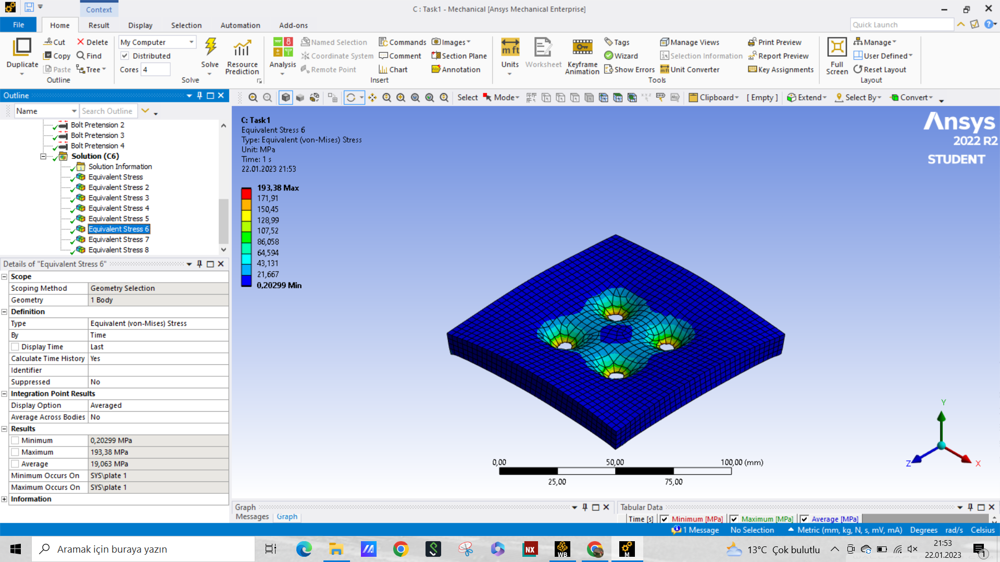 C : Task1 - Mechanical [Ansys Mechanical Enterprise]
Context
File Home Result Display Selection Automation Add-ons
Quick Launch
Duplicate
Cut
Copy
Paste
Delete
Find
Tree
Outline
My Computer
Distributed
Cores 4
Solve
Resource Prediction
Solve
Analysis
Named Selection
Coordinate System
Remote Point
Commands
Comment
Chart
Images
Section Plane
Annotation
Insert
Units
Worksheet
Keyframe Animation
Tags
Wizard
Show Errors
Manage Views
Selection Information
Unit Converter
Print Preview
Report Preview
Key Assignments
Tools
Full Screen
Manage
User Defined
Reset Layout
Layout
Outline
Name Search Outline
Select Mode Clipboard [ Empty ] Extend Select By Convert
Bolt Pretension 2
Bolt Pretension 3
Bolt Pretension 4
Solution (C6)
Solution Information
Equivalent Stress
Equivalent Stress 2
Equivalent Stress 3
Equivalent Stress 4
Equivalent Stress 5
Equivalent Stress 6
Equivalent Stress 7
Equivalent Stress 8
Details of "Equivalent Stress 6"
Scope
Scoping Method Geometry Selection
Geometry 1 Body
Definition
Type Equivalent (von-Mises) Stress
By Time
Display Time Last
Calculate Time History Yes
Identifier
Suppressed No
Integration Point Results
Display Option Averaged
Average Across Bodies No
Results
Minimum 0,20299 MPa
Maximum 193,38 MPa
Average 19,063 MPa
Minimum Occurs On SYS\plate 1
Maximum Occurs On SYS\plate 1
Information
C: Task1
Equivalent Stress 6
Type: Equivalent (von-Mises) Stress
Unit: MPa
Time: 1 s
22.01.2023 21:53
193,38 Max
171,91
150,45
128,99
107,52
86,058
64,594
43,131
21,667
0,20299 Min
Ansys
2022 R2
STUDENT
0,00 50,00 100,00 (mm)
25,00 75,00
Y
Z
X
Graph
Messages Graph
Tabular Data
Time [s] Minimum [MPa] Maximum [MPa] Average [MPa]
1 Message No Selection Metric (mm, kg, N, s, mV, mA) Degrees rad/s Celsius
Aramak için buraya yazın
NX
WB
M
13°C Çok bulutlu
21:53
22.01.2023
1